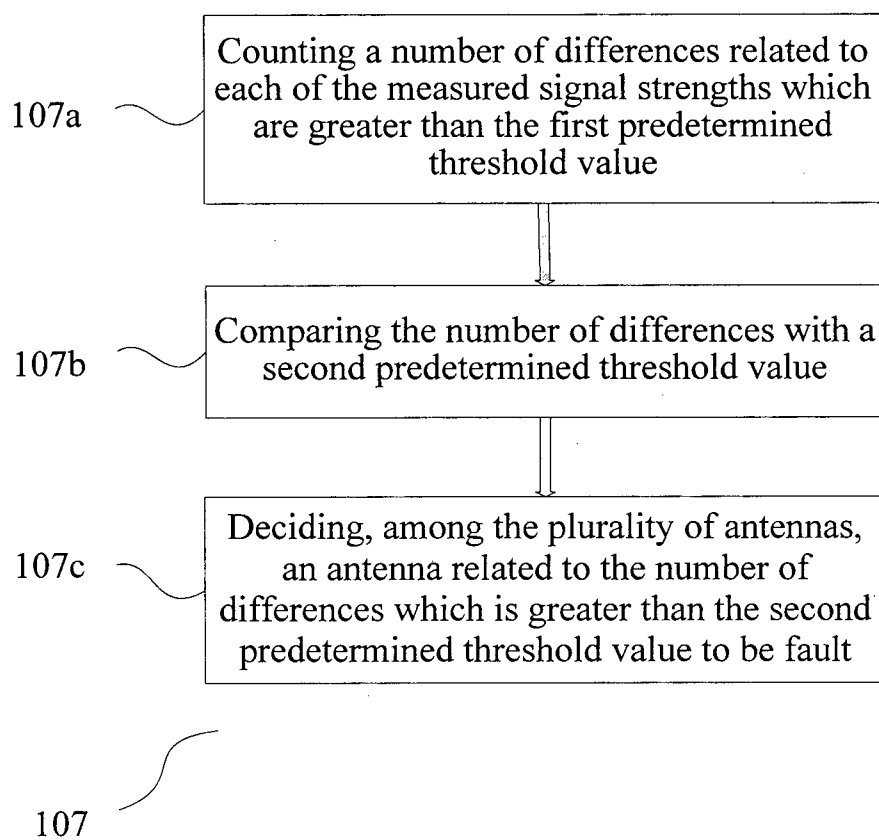 107a
Counting a number of differences related to
each of the measured signal strengths which
are greater than the first predetermined
threshold value
107b
Comparing the number of differences with a
second predetermined threshold value
107c
Deciding, among the plurality of antennas,
an antenna related to the number of
differences which is greater than the second
predetermined threshold value to be fault
107